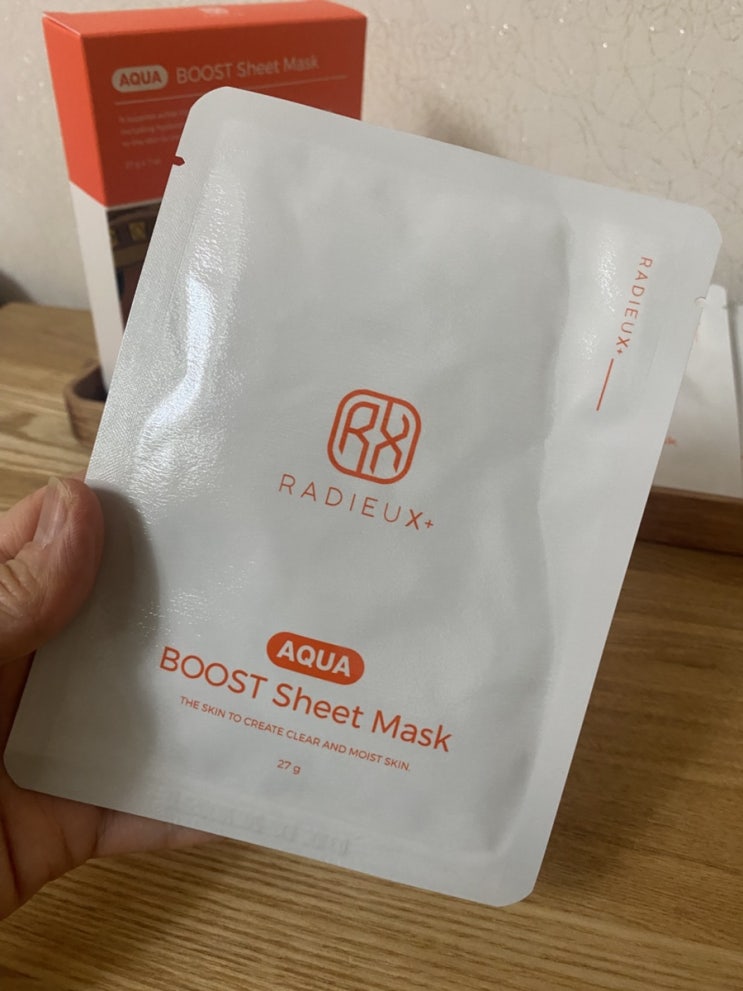 AQUA BOOST Sheet Mask
RADIEUX+
RX
RADIEUX+
AQUA
BOOST Sheet Mask
THE SKIN TO CREATE CLEAR AND MOIST SKIN.
27 g